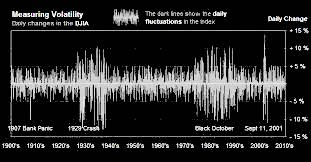 Measuring Volatility
Daily changes in the DJIA
The dark lines show the daily
fluctuations in the index
Daily Change
+ 15 %
+ 10 %
+ 5 %
0 %
- 5 %
- 10 %
- 15 %
1907 Bank Panic
1929 Crash
Black October
Sept 11, 2001
1900's 1910's 1920's 1930's 1940's 1950's 1960's 1970's 1980's 1990's 2000's 2010's